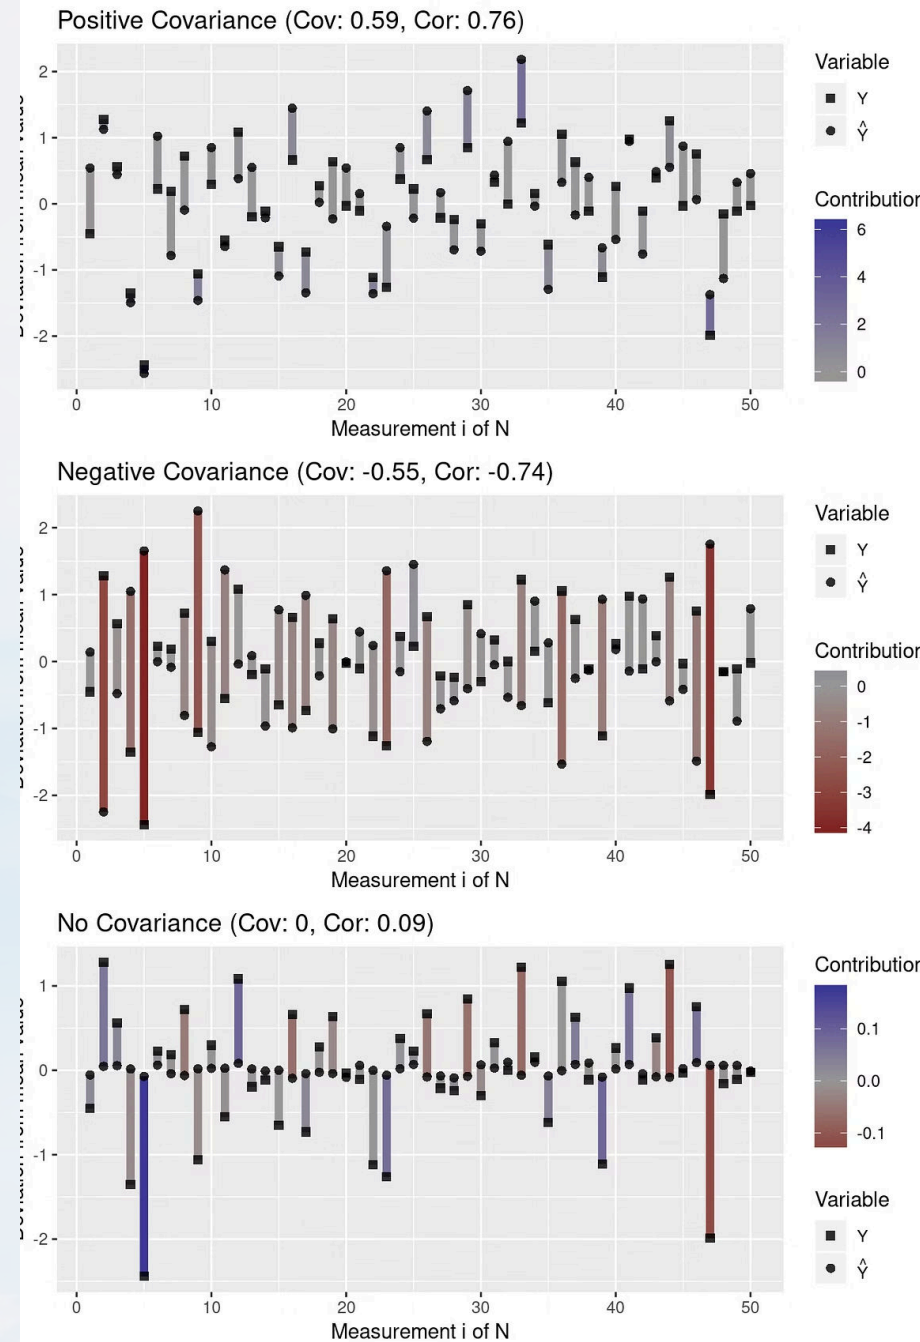 Positive Covariance (Cov: 0.59, Cor: 0.76)
2
1
0
-1
-2
0 10 20 30 40 50
Measurement i of N
Variable
Y
Ŷ
Contribution
6
4
2
0
Negative Covariance (Cov: -0.55, Cor: -0.74)
2
1
0
-1
-2
0 10 20 30 40 50
Measurement i of N
Variable
Y
Ŷ
Contribution
0
-1
-2
-3
-4
No Covariance (Cov: 0, Cor: 0.09)
1
0
-1
-2
0 10 20 30 40 50
Measurement i of N
Contribution
0.1
0.0
-0.1
Variable
Y
Ŷ